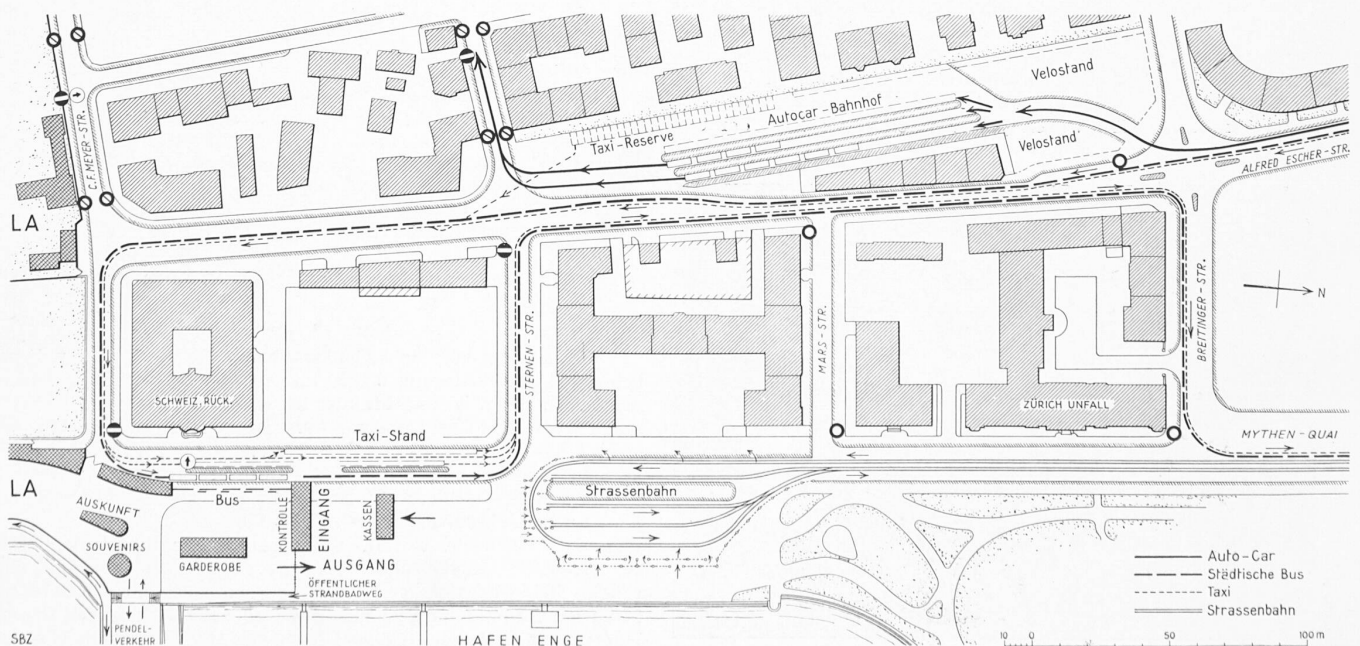 Velostand
Autocar-Bahnhof
Taxi-Reserve
Velostand
C.F. MEYER-STR.
ALFRED ESCHER-STR.
LA
N
STERNEN-STR.
MARS-STR.
BREITINGER-STR.
SCHWEIZ. RÜCK.
ZÜRICH UNFALL
Taxi-Stand
MYTHEN-QUAI
LA
Bus
Strassenbahn
AUSKUNFT
KONTROLLE
EINGANG
KASSEN
SOUVENIRS
GARDEROBE
AUSGANG
ÖFFENTLICHER
STRANDBADWEG
Auto-Car
Städtische Bus
Taxi
Strassenbahn
PENDEL-
VERKEHR
SBZ
HAFEN ENGE
10 0 50 100 m